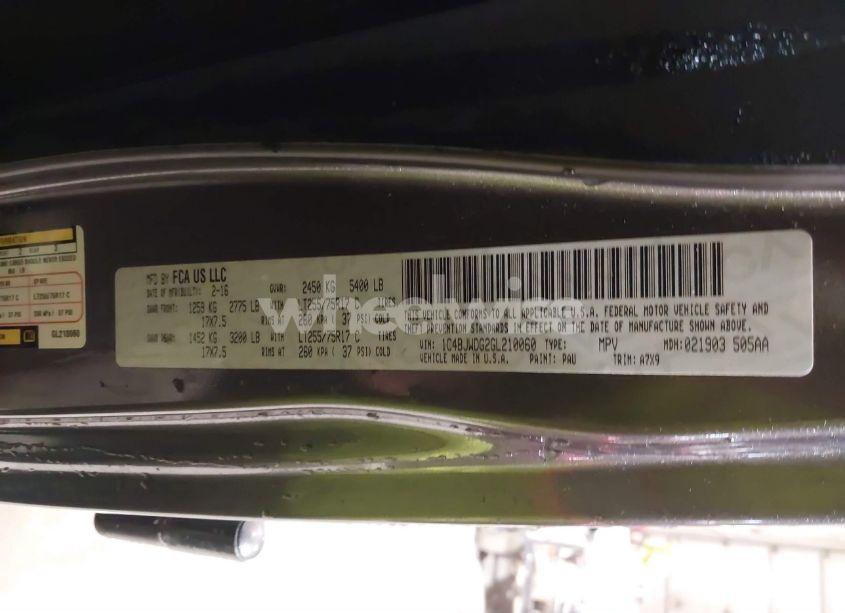 MFD BY FCA US LLC
DATE OF MFR/BUILT: 2-16 GVWR: 2450 KG 5400 LB
GAWR FRONT: 1259 KG 2775 LB WITH LT255/75R17 C TIRES
17X7.5 RIMS AT 260 KPA ( 37 PSI) COLD
GAWR REAR: 1452 KG 3200 LB WITH LT255/75R17 C TIRES
17X7.5 RIMS AT 260 KPA ( 37 PSI) COLD
THIS VEHICLE CONFORMS TO ALL APPLICABLE U.S.A. FEDERAL MOTOR VEHICLE SAFETY AND
THEFT PREVENTION STANDARDS IN EFFECT ON THE DATE OF MANUFACTURE SHOWN ABOVE.
VIN: 1C4BJWDG2GL210060 TYPE: MPV MDH: 021903 505AA
VEHICLE MADE IN U.S.A. PAINT: PAU TRIM: A7X9
GL210060
wheelwire